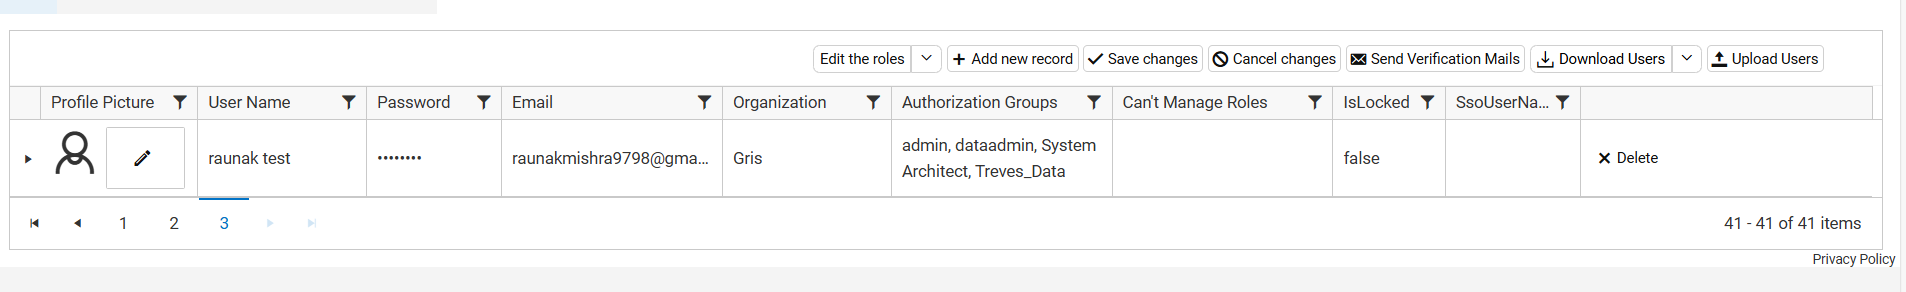 Edit the roles Add new record Save changes Cancel changes Send Verification Mails Download Users Upload Users
Profile Picture User Name Password Email Organization Authorization Groups Can't Manage Roles IsLocked SsoUserNa...
raunak test •••••••• raunakmishra9798@gma... Gris admin, dataadmin, System false Delete
Architect, Treves_Data
1 2 3 41 - 41 of 41 items
Privacy Policy